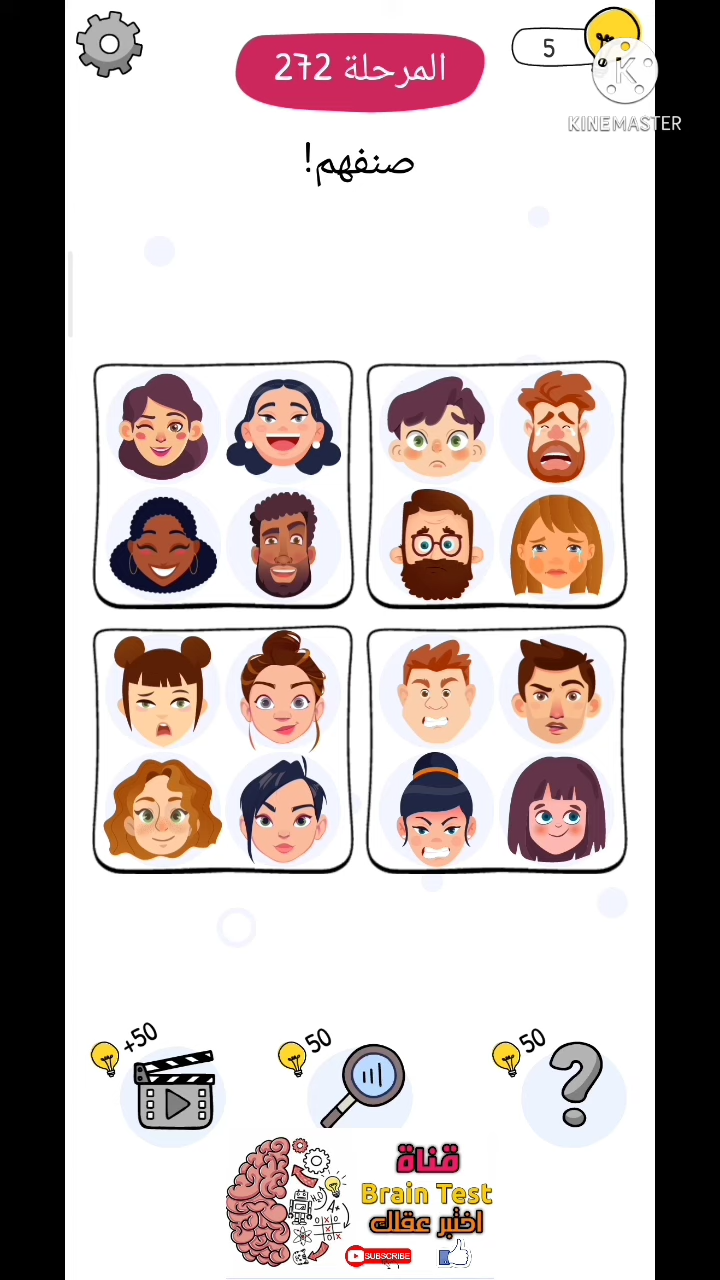 المرحلة 272
5
KINEMASTER
صنفهم!
+50
50
50
قناة
Brain Test
اختبر عقلك
SUBSCRIBE